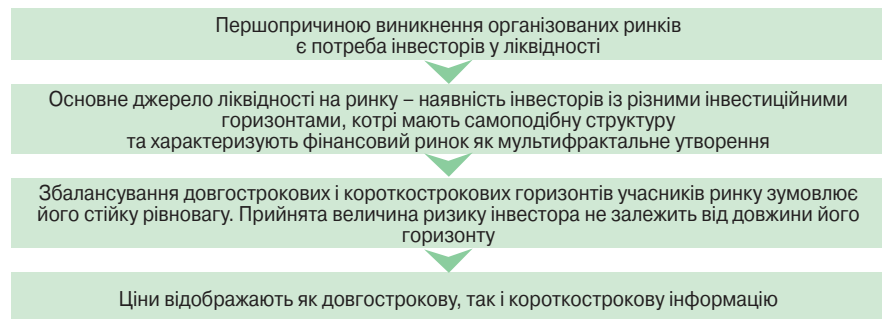 Першопричиною виникнення організованих ринків
є потреба інвесторів у ліквідності
Основне джерело ліквідності на ринку – наявність інвесторів із різними інвестиційними
горизонтами, котрі мають самоподібну структуру
та характеризують фінансовий ринок як мультифрактальне утворення
Збалансування довгострокових і короткострокових горизонтів учасників ринку зумовлює
його стійку рівновагу. Прийнята величина ризику інвестора не залежить від довжини його
горизонту
Ціни відображають як довгострокову, так і короткострокову інформацію